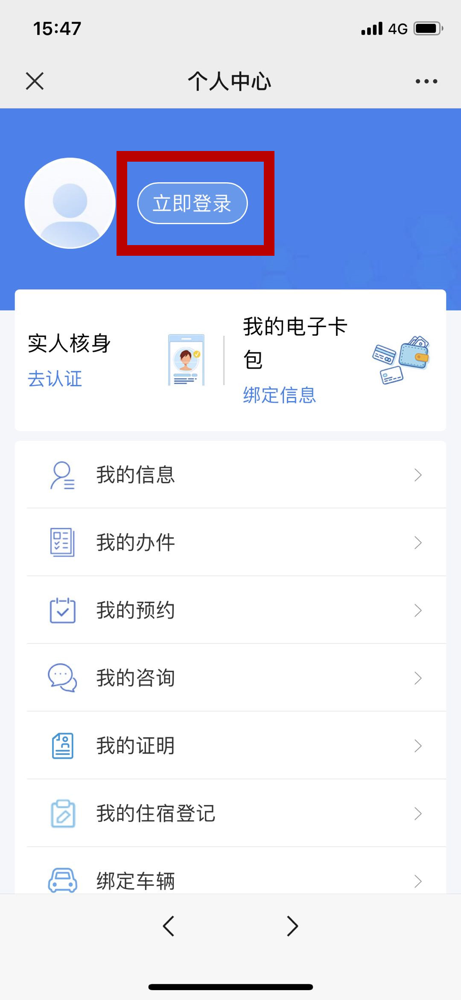 15:47
4G
个人中心
立即登录
实人核身
去认证
我的电子卡
包
绑定信息
我的信息
我的办件
我的预约
我的咨询
我的证明
我的住宿登记
绑定车辆